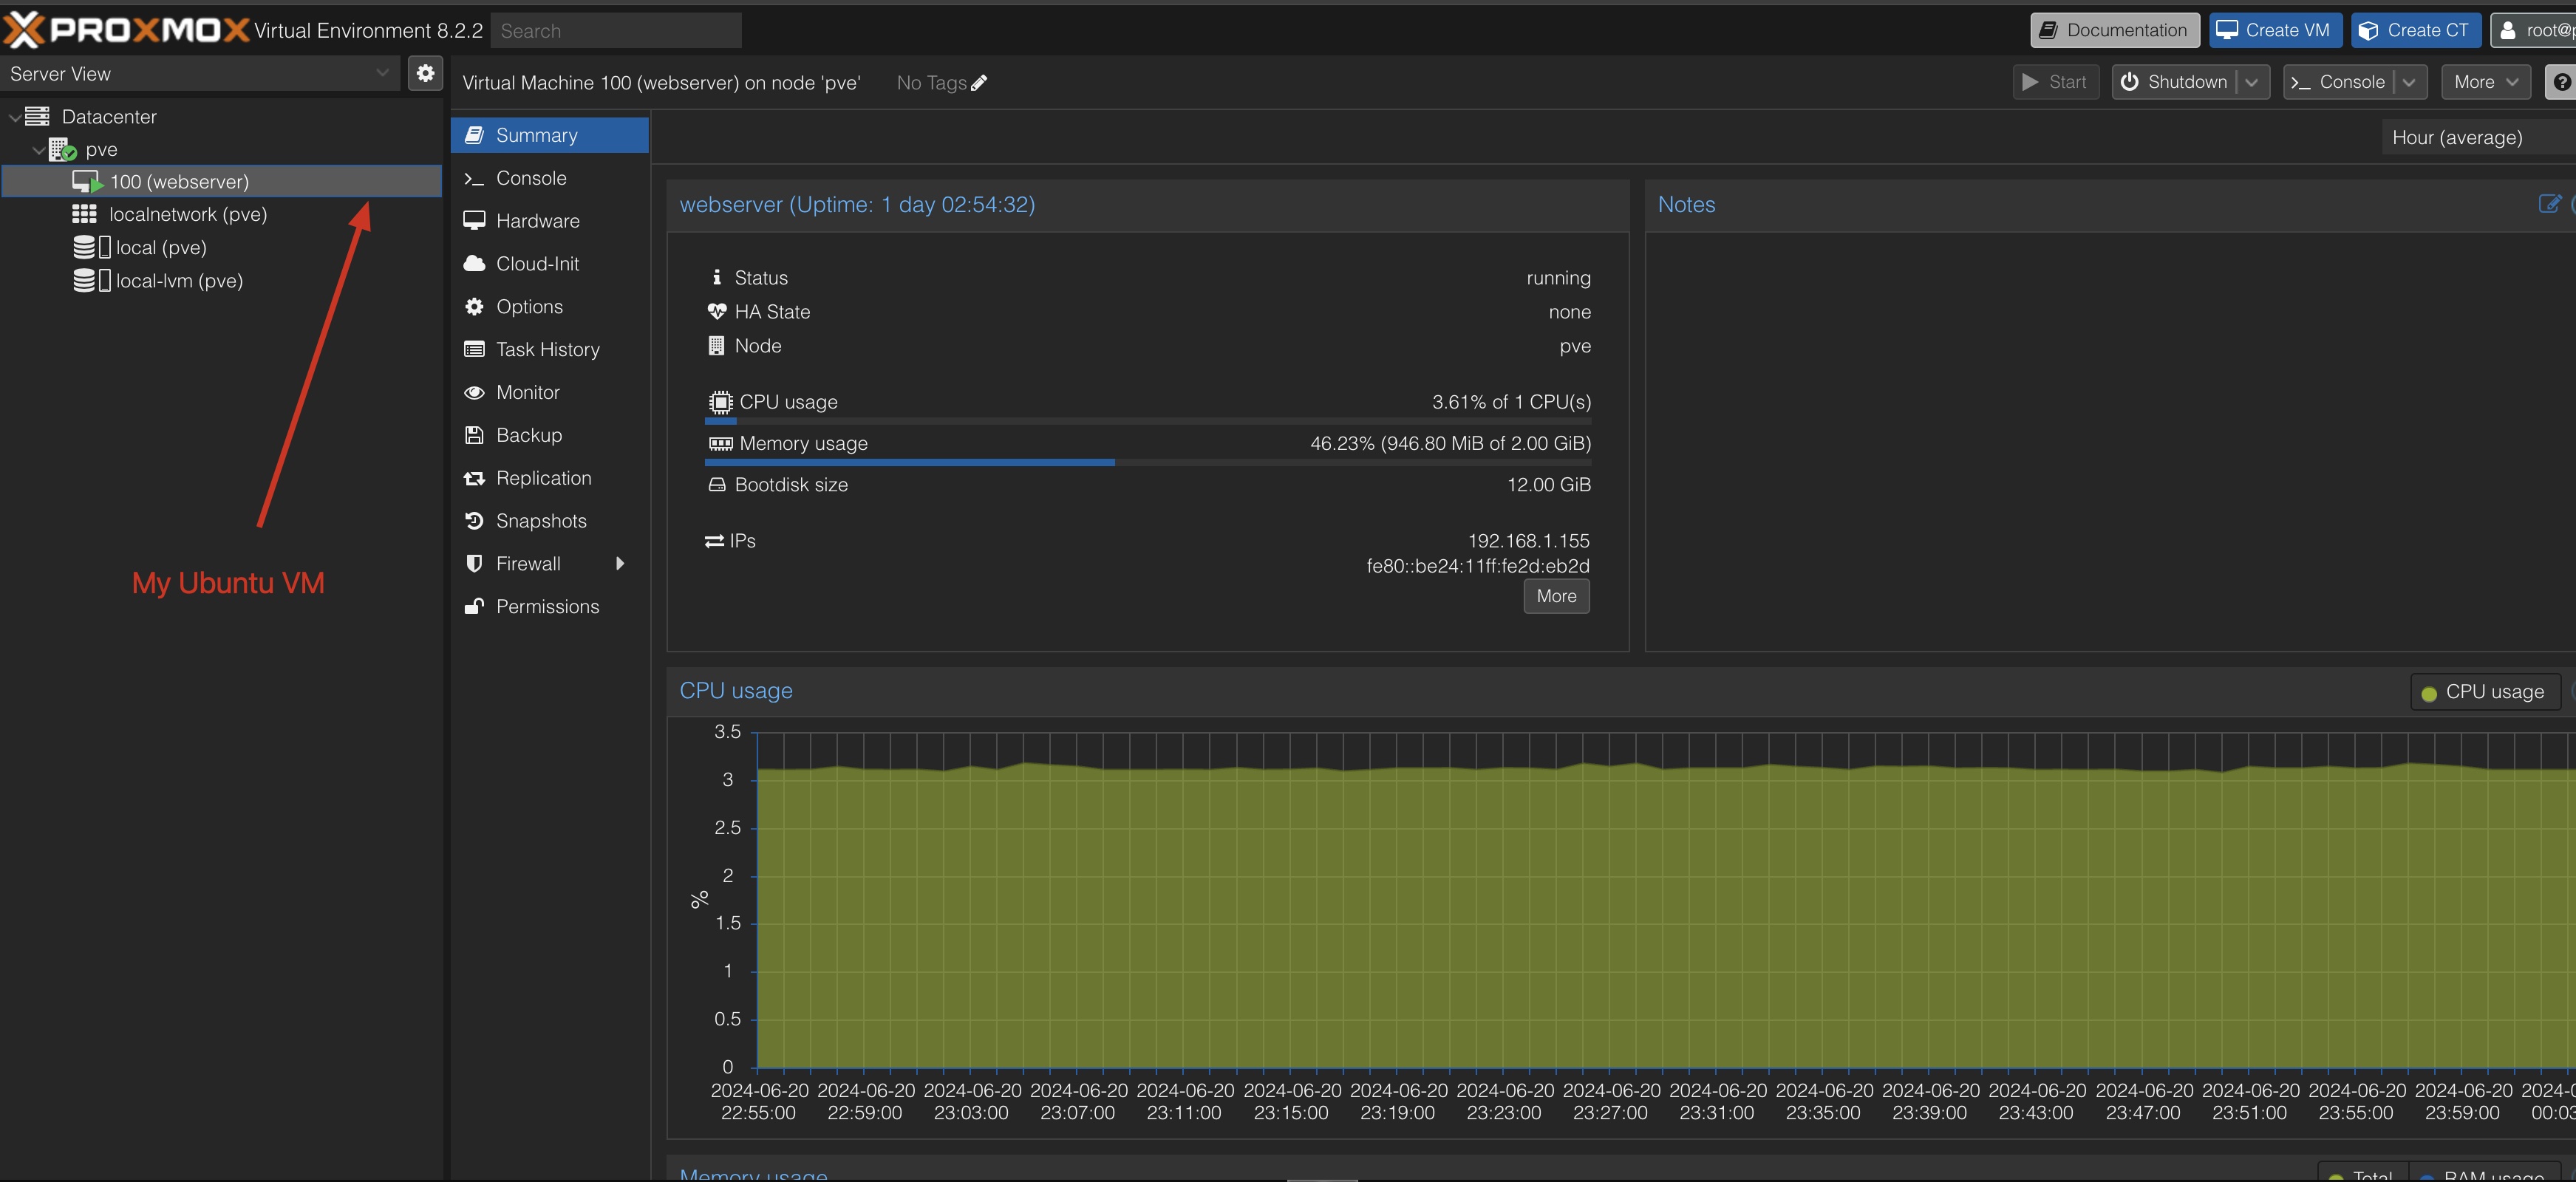 PROXMOX Virtual Environment 8.2.2 Search Documentation Create VM Create CT
Server View
Virtual Machine 100 (webserver) on node 'pve' No Tags Start Shutdown Console More
Datacenter
pve
100 (webserver)
localnetwork (pve)
local (pve)
local-lvm (pve)
My Ubuntu VM
Summary
Console
Hardware
Cloud-Init
Options
Task History
Monitor
Backup
Replication
Snapshots
Firewall
Permissions
Hour (average)
webserver (Uptime: 1 day 02:54:32)
Status running
HA State none
Node pve
CPU usage 3.61% of 1 CPU(s)
Memory usage 46.23% (946.80 MiB of 2.00 GiB)
Bootdisk size 12.00 GiB
IPs 192.168.1.155
fe80::be24:11ff:fe2d:eb2d
More
Notes
CPU usage
CPU usage
3.5
3
2.5
2
1.5
1
0.5
0
%
2024-06-20 2024-06-20 2024-06-20 2024-06-20 2024-06-20 2024-06-20 2024-06-20 2024-06-20 2024-06-20 2024-06-20 2024-06-20 2024-06-20 2024-06-20 2024-06-20 2024-06-20 2024-06-20 2024-06-20
22:55:00 22:59:00 23:03:00 23:07:00 23:11:00 23:15:00 23:19:00 23:23:00 23:27:00 23:31:00 23:35:00 23:39:00 23:43:00 23:47:00 23:51:00 23:55:00 23:59:00
Memory usage
Total RAM usage